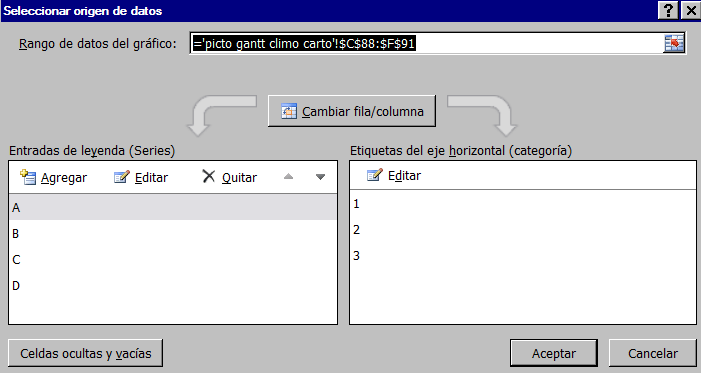 Seleccionar origen de datos
Rango de datos del gráfico: ='picto gantt climo carto'!$C$88:$F$91
Cambiar fila/columna
Entradas de leyenda (Series)
Agregar Editar Quitar
A
B
C
D
Etiquetas del eje horizontal (categoría)
Editar
1
2
3
Celdas ocultas y vacías
Aceptar Cancelar